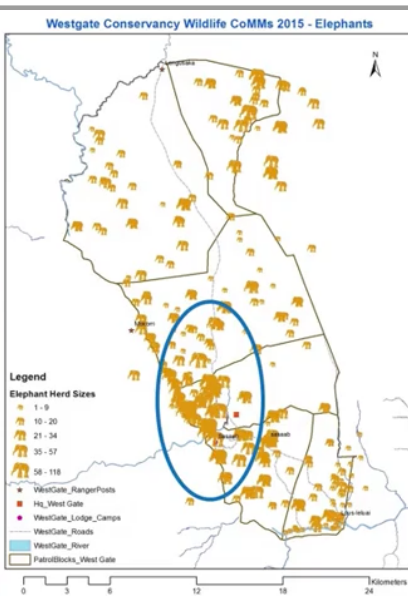 Westgate Conservancy Wildlife CoMMs 2015 - Elephants
N
Legend
Elephant Herd Sizes
1 - 9
10 - 20
21 - 34
35 - 57
58 - 118
WestGate_RangerPosts
Hq_West Gate
WestGate_Lodge_Camps
WestGate_Roads
WestGate_River
PatrolBlocks_West Gate
Kilometers
0 3 6 12 18 24